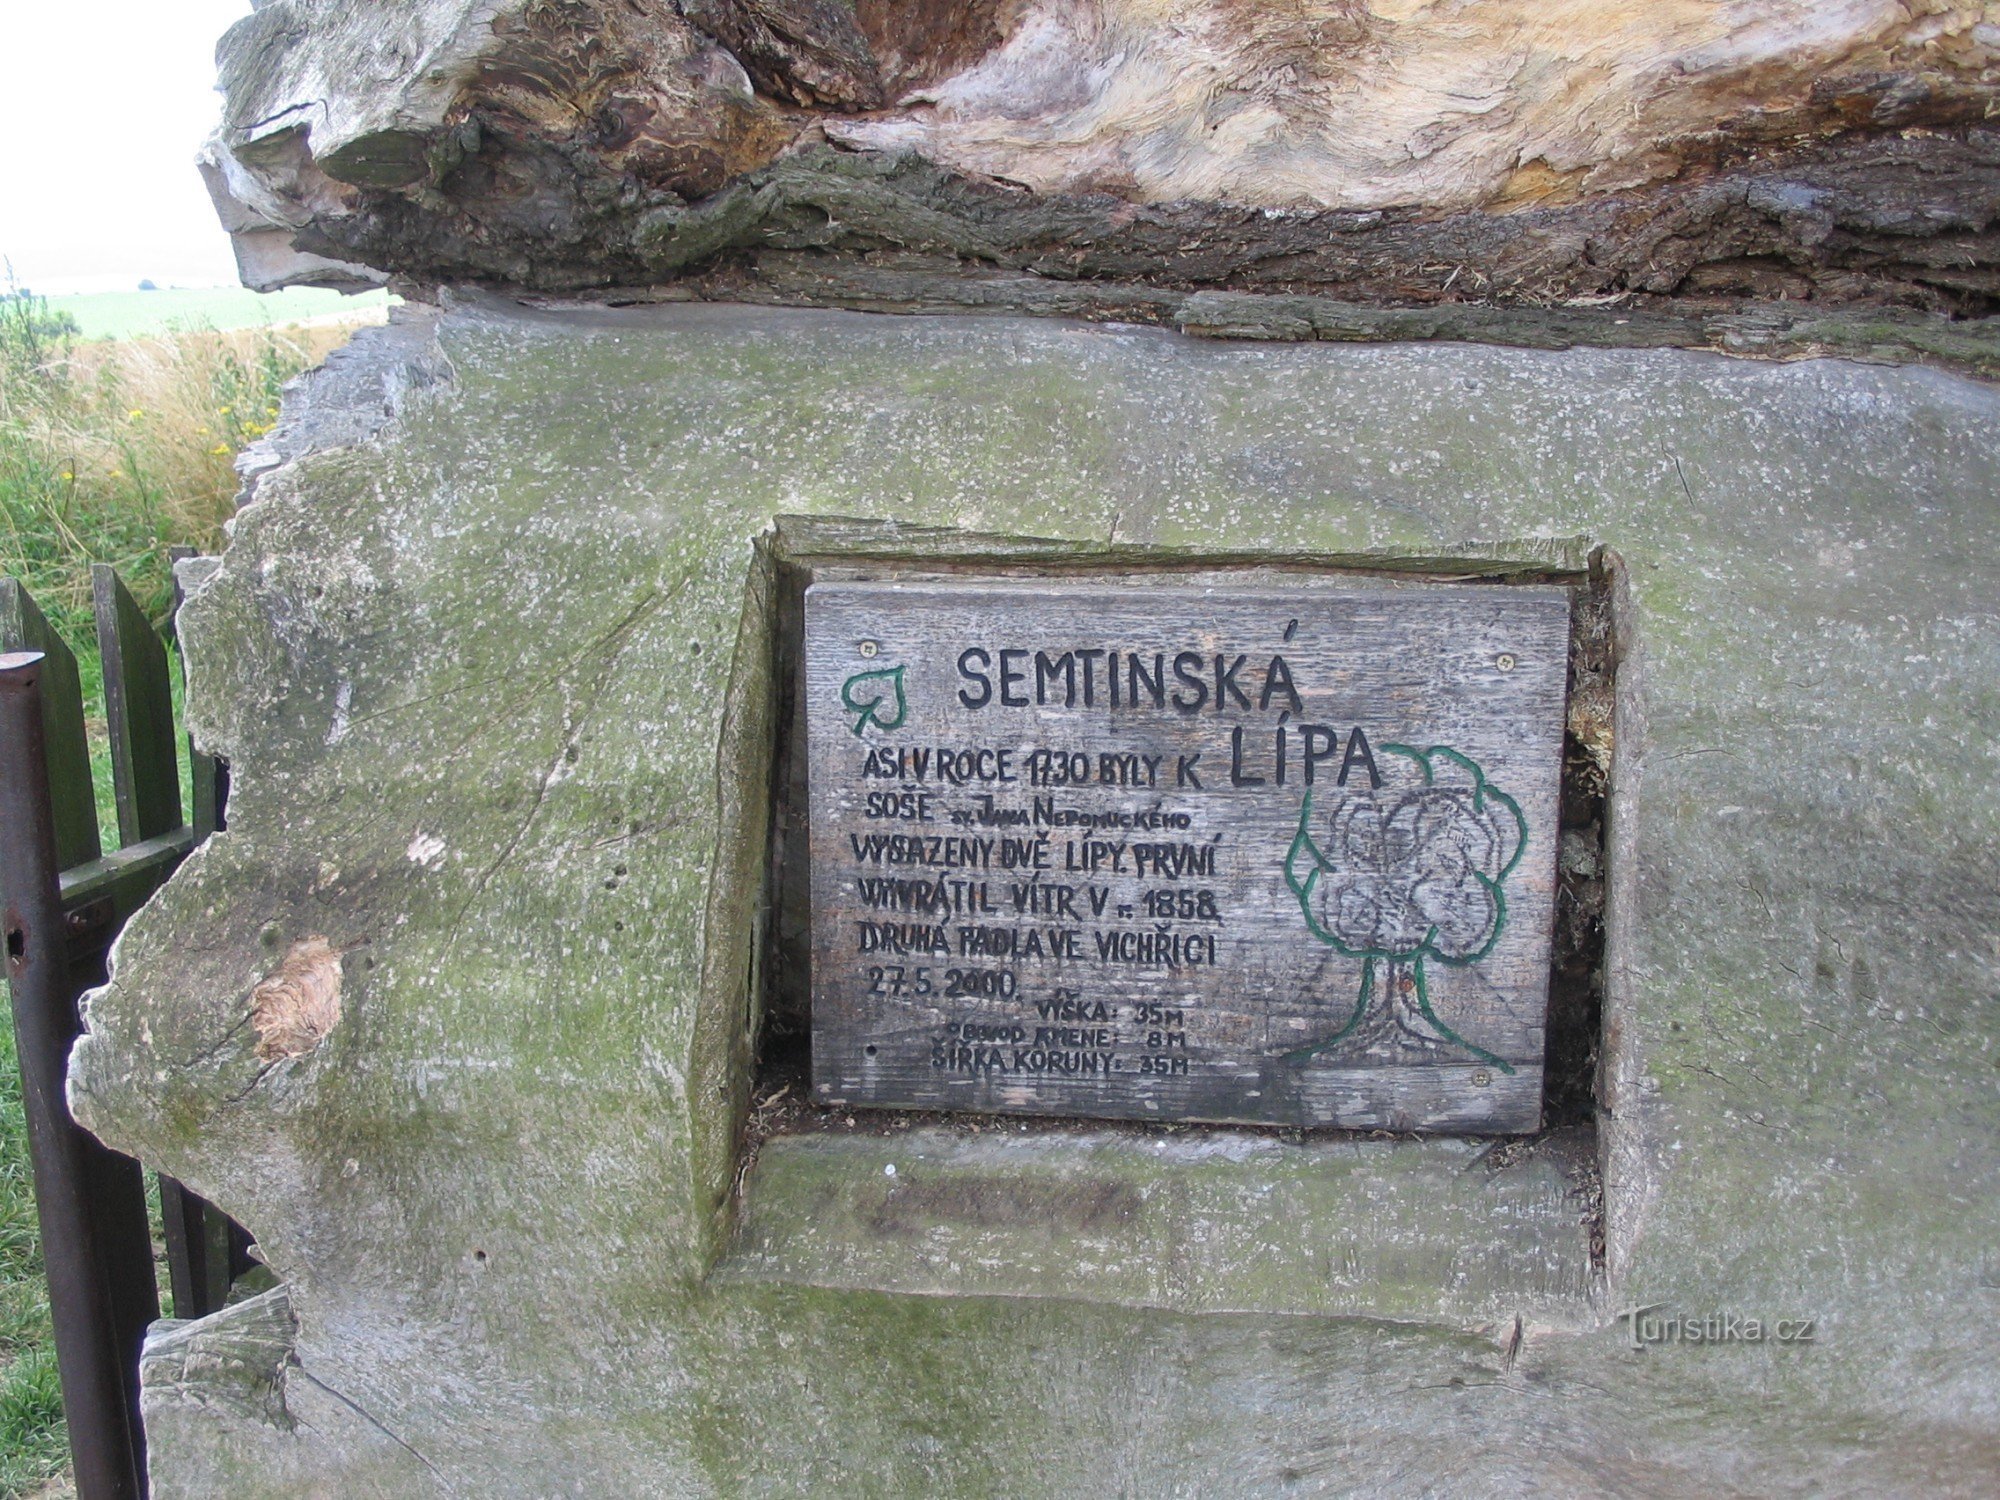 SEMTINSKÁ
LÍPA
ASI V ROCE 1730 BYLY K
SOŠE SV. JANA NEPOMUCKÉHO
VYSAZENY DVĚ LÍPY. PRVNÍ
VYVRÁTIL VÍTR V r. 1858.
DRUHÁ PADLA VE VICHŘICI
27. 5. 2000.
VÝŠKA: 35M
OBVOD KMENE: 8M
ŠÍŘKA KORUNY: 35M
Turistika.cz